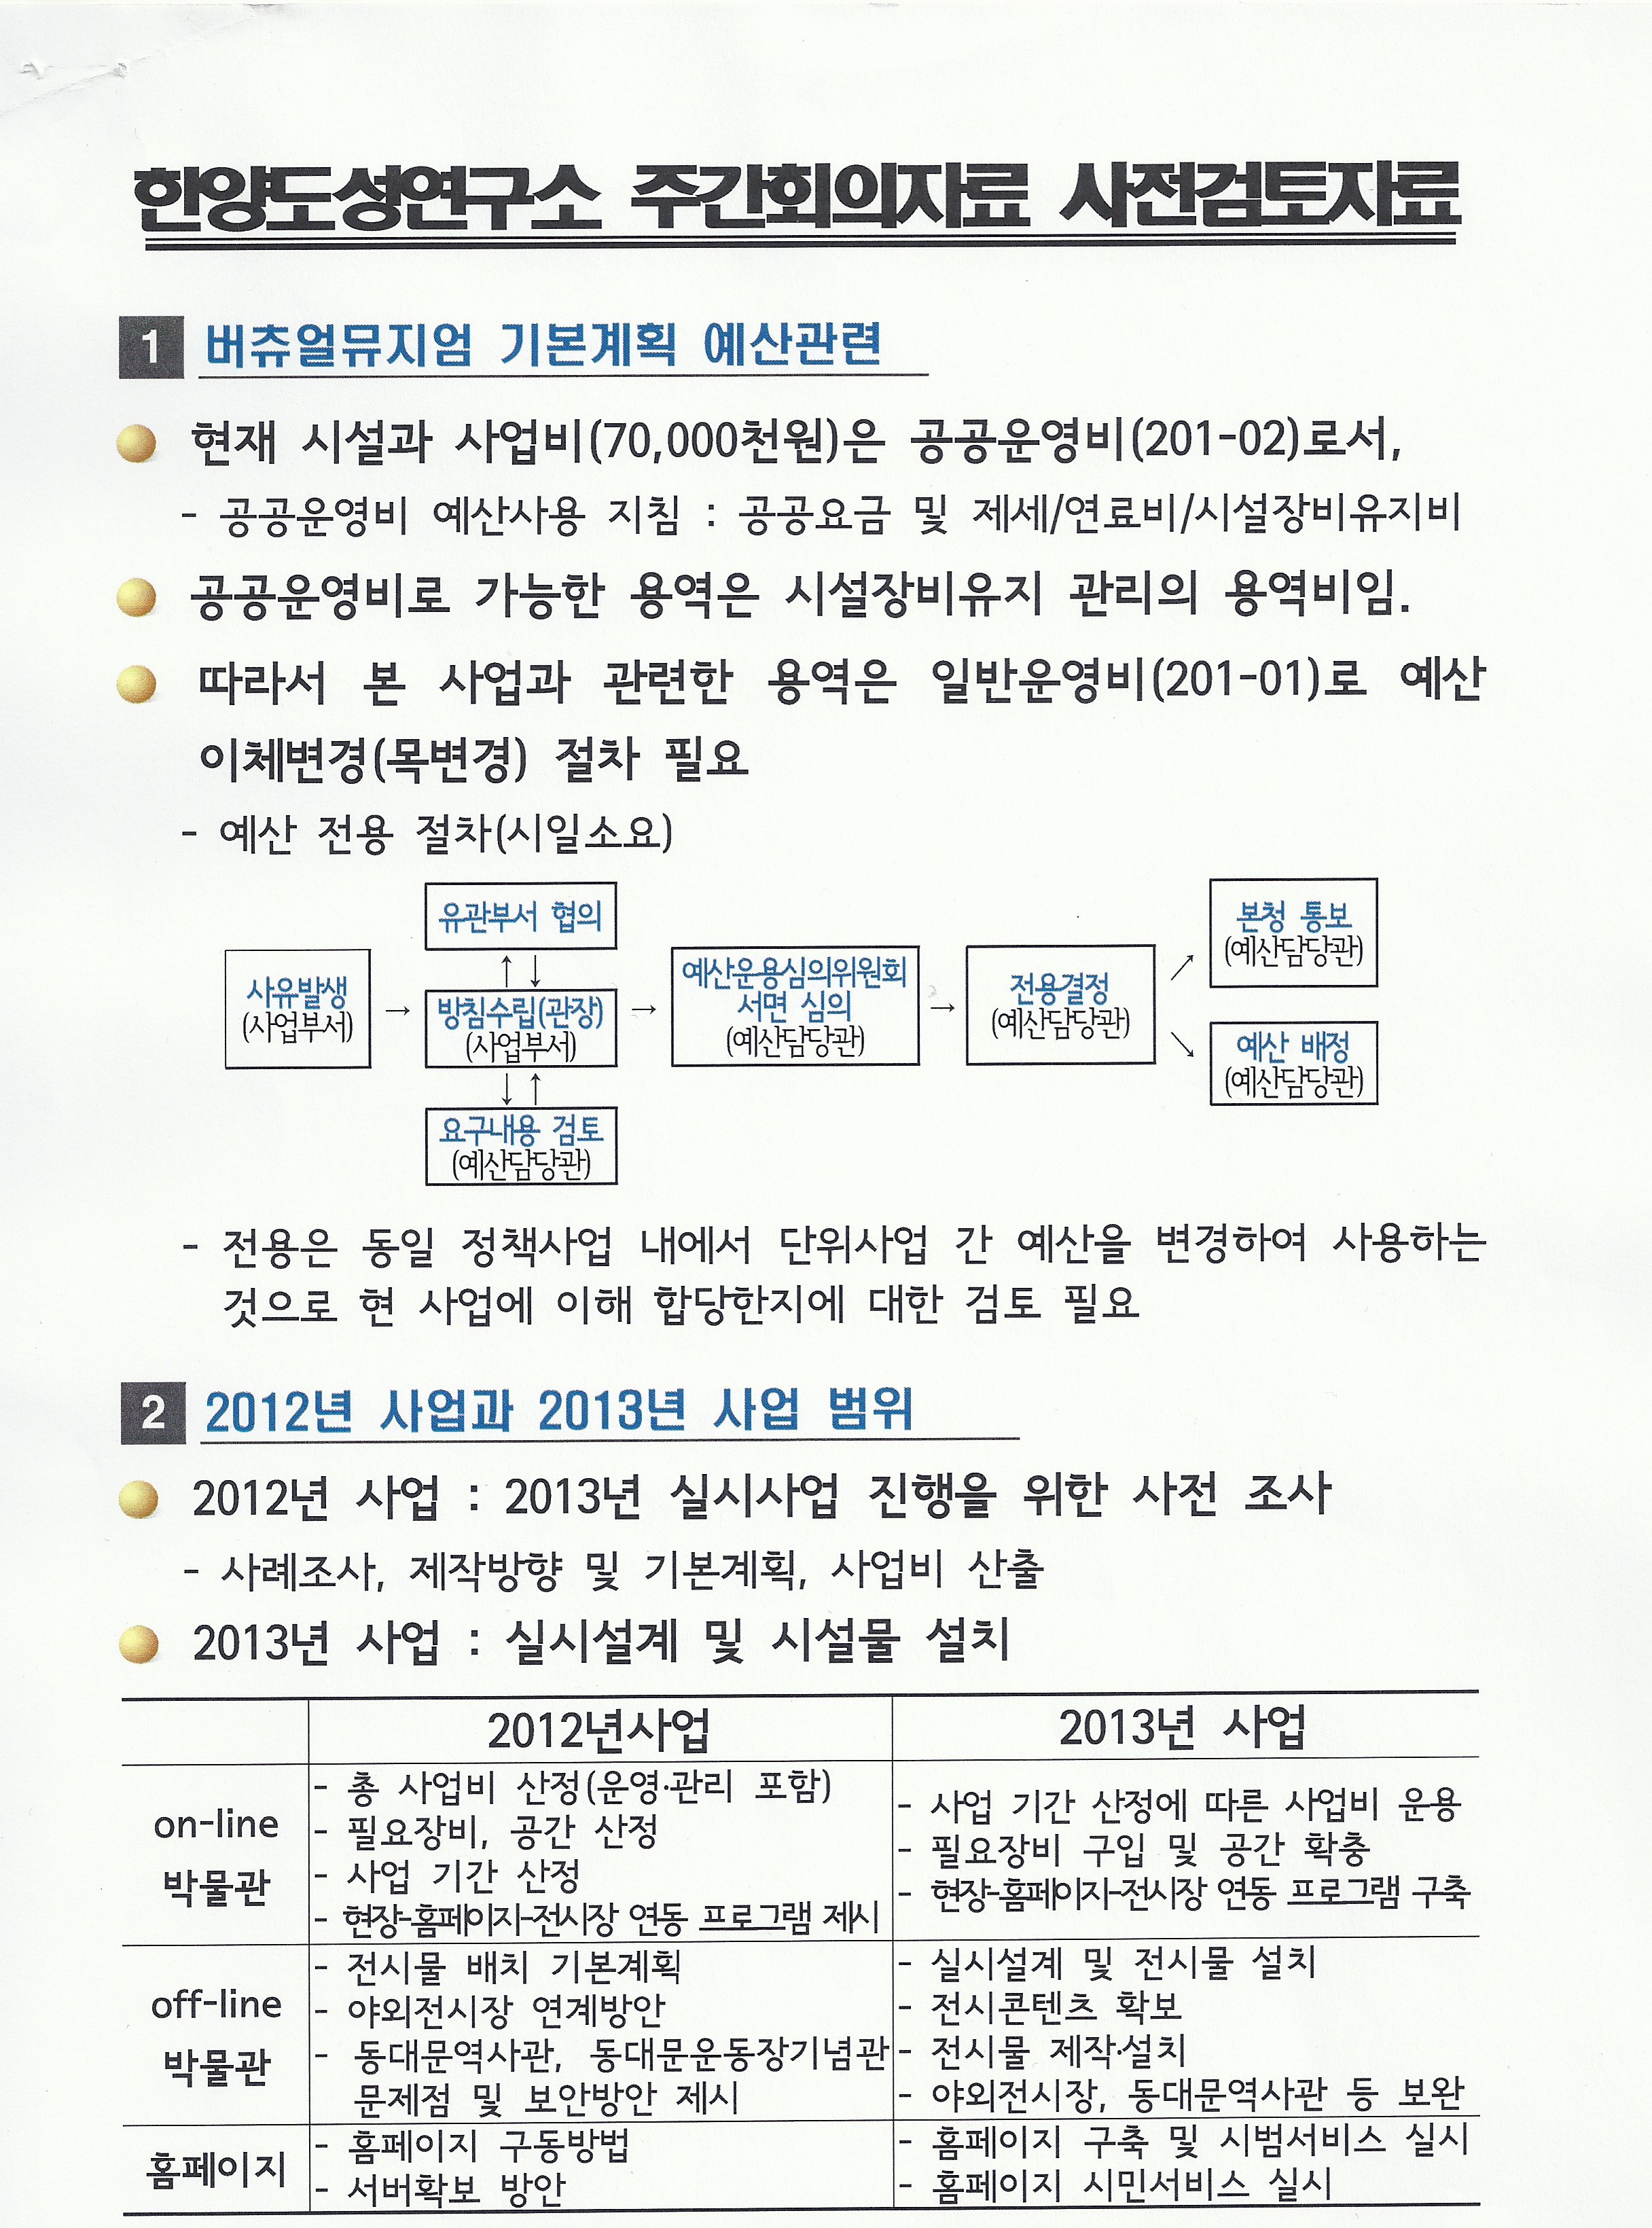 한양도성연구소 주간회의자료 사전검토자료
1 버츄얼뮤지엄 기본계획 예산관련
현재 시설과 사업비(70,000천원)은 공공운영비(201-02)로서,
- 공공운영비 예산사용 지침 : 공공요금 및 제세/연료비/시설장비유지비
공공운영비로 가능한 용역은 시설장비유지 관리의 용역비임.
따라서 본 사업과 관련한 용역은 일반운영비(201-01)로 예산
이체변경(목변경) 절차 필요
- 예산 전용 절차(시일소요)
사유발생
(사업부서)
→
유관부서 협의
↑↓
방침수립(관장)
(사업부서)
↓↑
요구내용 검토
(예산담당관)
→
예산운용심의위원회
서면 심의
(예산담당관)
→
전용결정
(예산담당관)
↗
본청 통보
(예산담당관)
↘
예산 배정
(예산담당관)
- 전용은 동일 정책사업 내에서 단위사업 간 예산을 변경하여 사용하는
것으로 현 사업에 이해 합당한지에 대한 검토 필요
2 2012년 사업과 2013년 사업 범위
2012년 사업 : 2013년 실시사업 진행을 위한 사전 조사
- 사례조사, 제작방향 및 기본계획, 사업비 산출
2013년 사업 : 실시설계 및 시설물 설치
2012년사업
2013년 사업
on-line
박물관
- 총 사업비 산정(운영·관리 포함)
- 필요장비, 공간 산정
- 사업 기간 산정
- 현장-홈페이지-전시장 연동 프로그램 제시
- 사업 기간 산정에 따른 사업비 운용
- 필요장비 구입 및 공간 확충
- 현장-홈페이지-전시장 연동 프로그램 구축
off-line
박물관
- 전시물 배치 기본계획
- 야외전시장 연계방안
- 동대문역사관, 동대문운동장기념관
문제점 및 보안방안 제시
- 실시설계 및 전시물 설치
- 전시콘텐츠 확보
- 전시물 제작·설치
- 야외전시장, 동대문역사관 등 보완
홈페이지
- 홈페이지 구동방법
- 서버확보 방안
- 홈페이지 구축 및 시범서비스 실시
- 홈페이지 시민서비스 실시